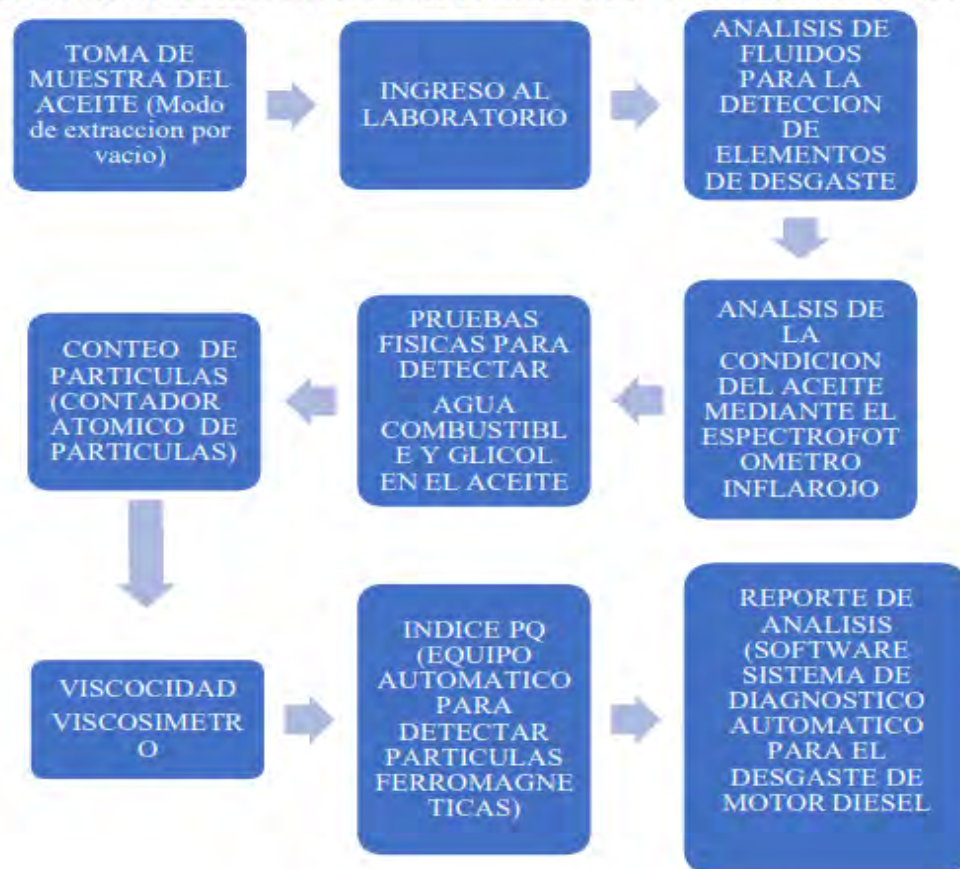 TOMA DE
MUESTRA DEL
ACEITE (Modo
de extraccion por
vacio)
INGRESO AL
LABORATORIO
ANALISIS DE
FLUIDOS
PARA LA
DETECCION
DE
ELEMENTOS
DE DESGASTE
ANALSIS DE
LA
CONDICION
DEL ACEITE
MEDIANTE EL
ESPECTROFOT
OMETRO
INFLAROJO
PRUEBAS
FISICAS PARA
DETECTAR
AGUA
COMBUSTIBL
E Y GLICOL
EN EL ACEITE
CONTEO DE
PARTICULAS
(CONTADOR
ATOMICO DE
PARTICULAS)
VISCOCIDAD
VISCOSIMETR
O
INDICE PQ
(EQUIPO
AUTOMATICO
PARA
DETECTAR
PARTICULAS
FERROMAGNE
TICAS)
REPORTE DE
ANALISIS
(SOFTWARE
SISTEMA DE
DIAGNOSTICO
AUTOMATICO
PARA EL
DESGASTE DE
MOTOR DIESEL